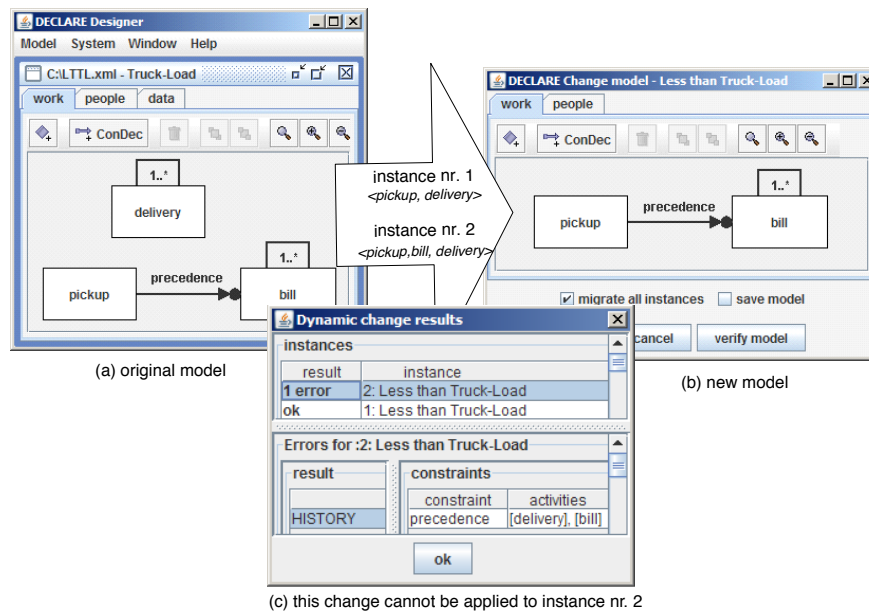 DECLARE Designer
Model System Window Help
C:\LTTL.xml - Truck-Load
work people data
ConDec
1..*
delivery
1..*
pickup
precedence
bill
(a) original model
instance nr. 1
<pickup, delivery>
instance nr. 2
<pickup,bill, delivery>
DECLARE Change model - Less than Truck-Load
work people
ConDec
1..*
pickup
precedence
bill
migrate all instances save model
cancel verify model
(b) new model
Dynamic change results
instances
result instance
1 error 2: Less than Truck-Load
ok 1: Less than Truck-Load
Errors for :2: Less than Truck-Load
result constraints
constraint activities
HISTORY precedence [delivery], [bill]
ok
(c) this change cannot be applied to instance nr. 2